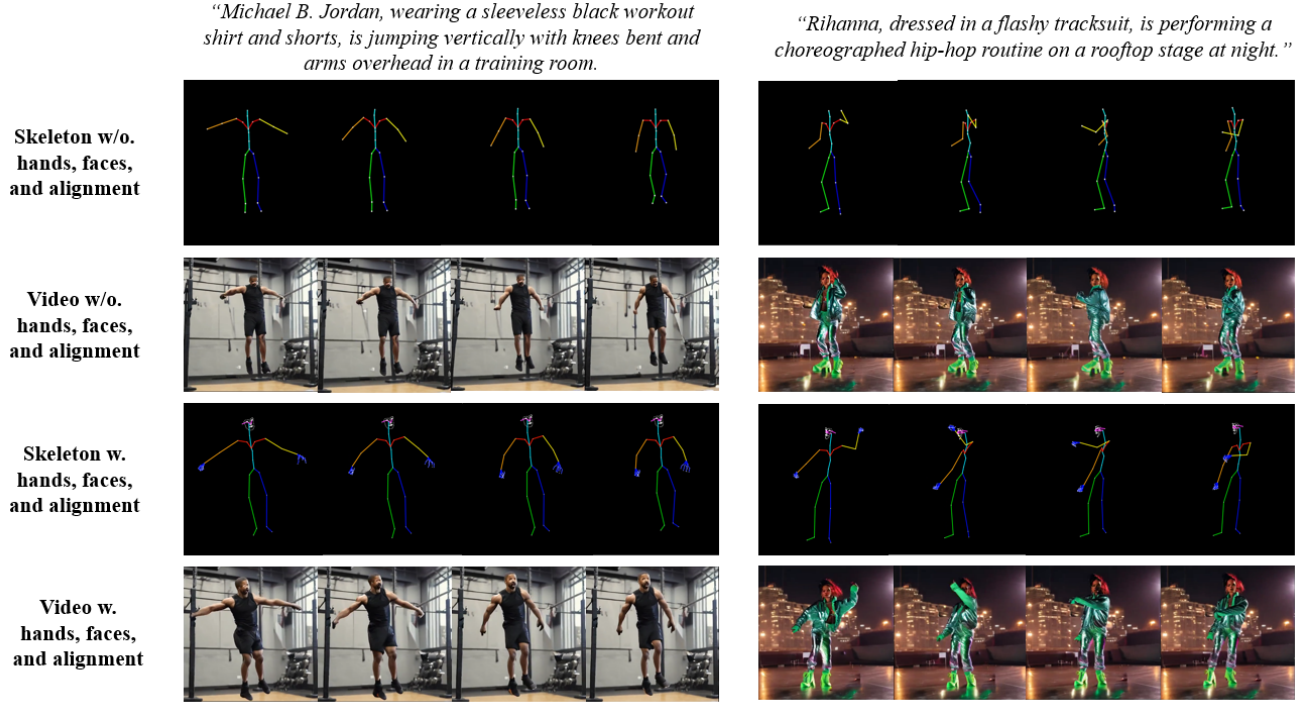 “Michael B. Jordan, wearing a sleeveless black workout
shirt and shorts, is jumping vertically with knees bent and
arms overhead in a training room.
“Rihanna, dressed in a flashy tracksuit, is performing a
choreographed hip-hop routine on a rooftop stage at night.”
Skeleton w/o.
hands, faces,
and alignment
Video w/o.
hands, faces,
and alignment
Skeleton w.
hands, faces,
and alignment
Video w.
hands, faces,
and alignment